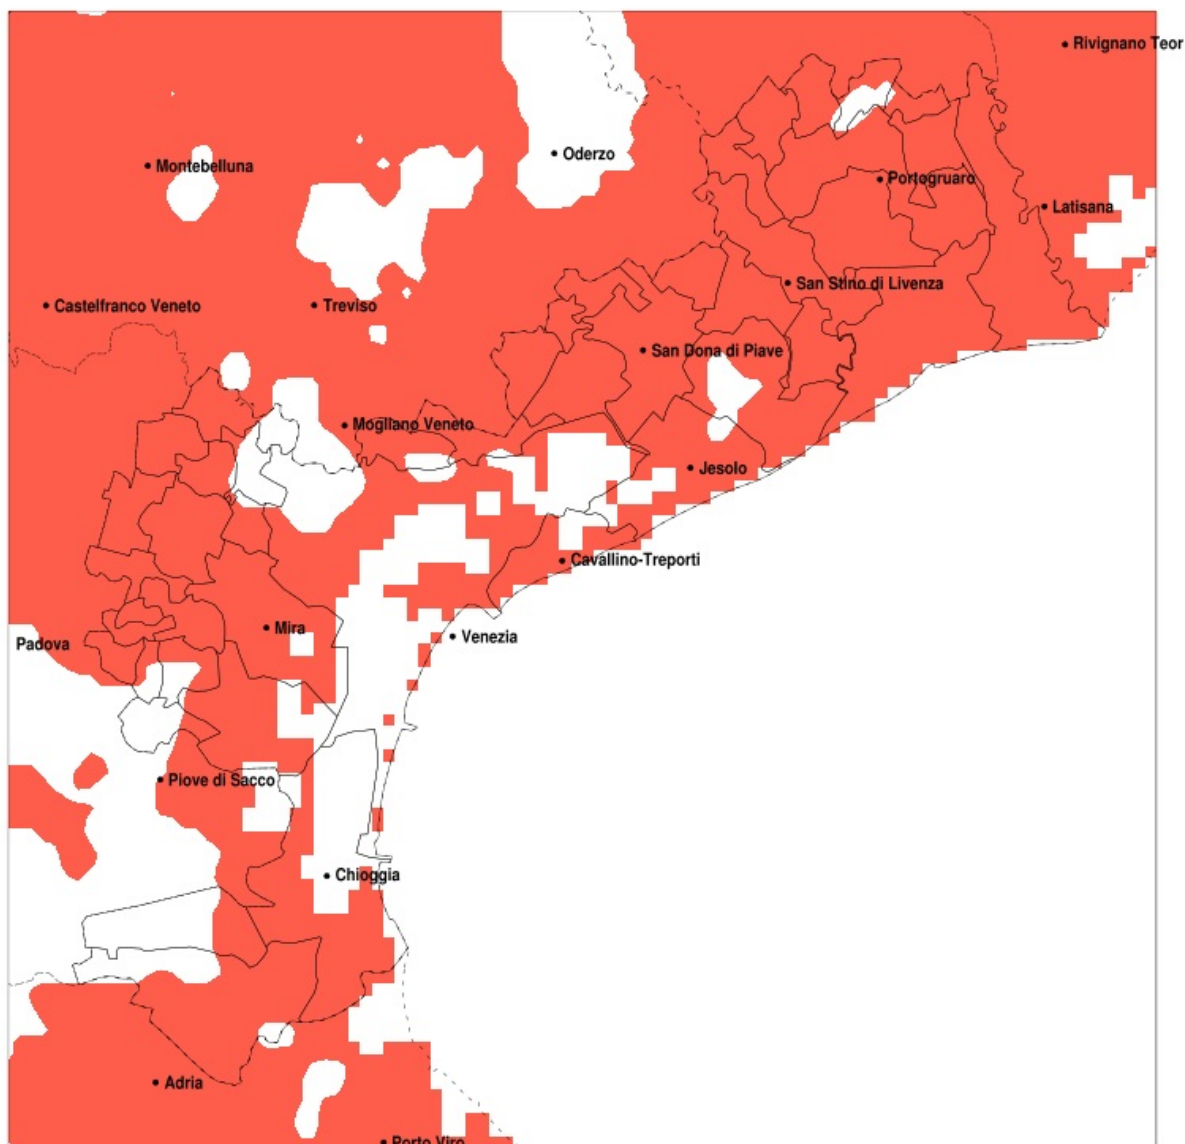 Rivignano Teor
Oderzo
Montebelluna
Portogruaro
Latisana
San Stino di Livenza
Castelfranco Veneto
Treviso
San Dona di Piave
Mogliano Veneto
Jesolo
Cavallino-Treporti
Mira
Venezia
Padova
Piove di Sacco
Chioggia
Adria
Porto Viro